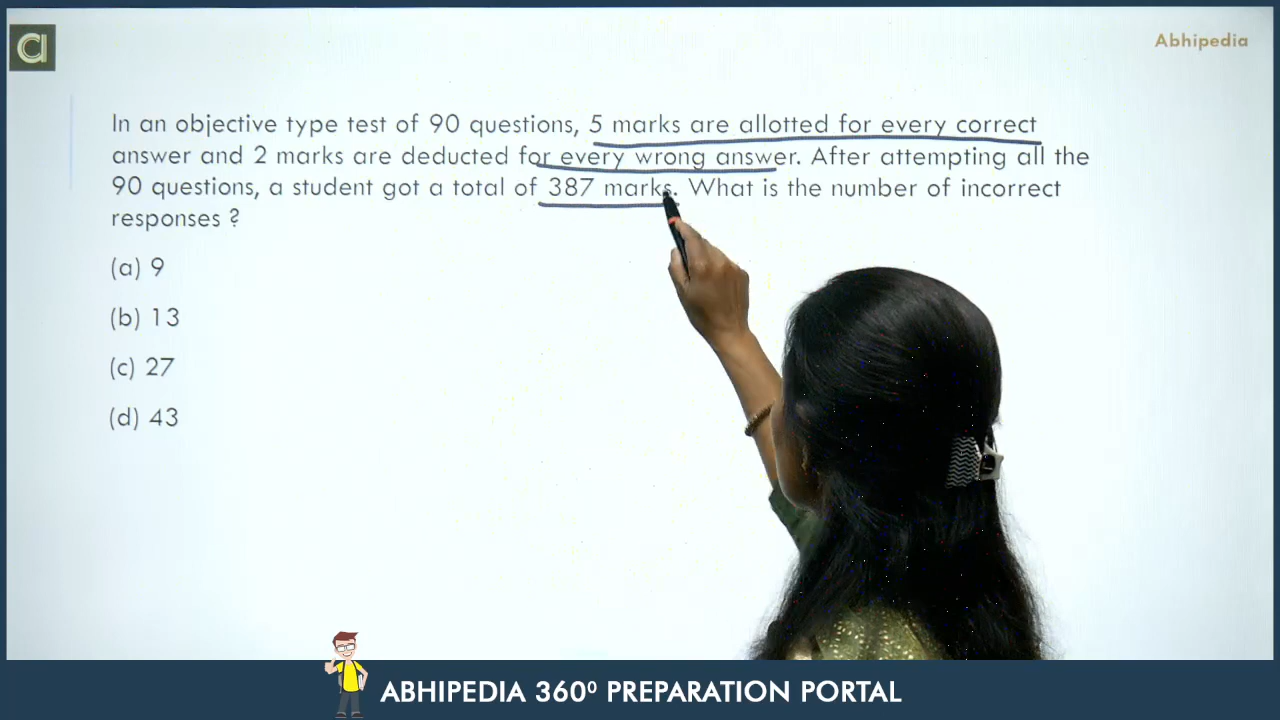 a
Abhipedia
In an objective type test of 90 questions, 5 marks are allotted for every correct
answer and 2 marks are deducted for every wrong answer. After attempting all the
90 questions, a student got a total of 387 marks. What is the number of incorrect
responses ?
(a) 9
(b) 13
(c) 27
(d) 43
ABHIPEDIA 360⁰ PREPARATION PORTAL